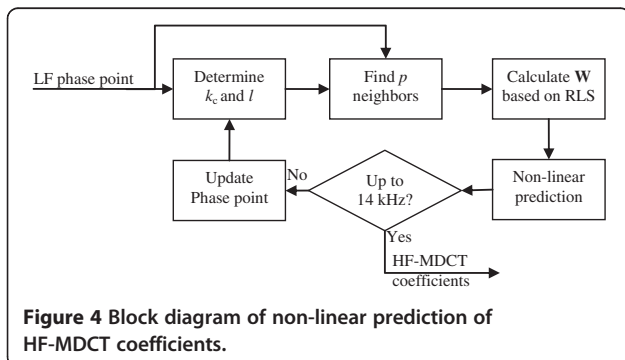 LF phase point
Determine
kc and l
Find p
neighbors
Calculate W
based on RLS
Update
Phase point
No
Up to
14 kHz?
Non-linear
prediction
Yes
HF-MDCT
coefficients
Figure 4 Block diagram of non-linear prediction of
HF-MDCT coefficients.